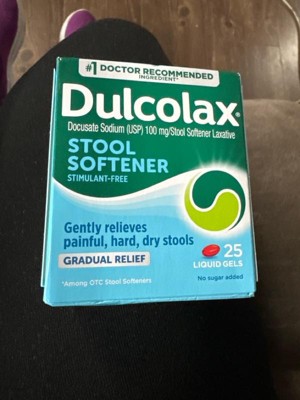 #1 DOCTOR RECOMMENDED
INGREDIENT*
Dulcolax®
Docusate Sodium (USP) 100 mg/Stool Softener Laxative
STOOL
SOFTENER
STIMULANT-FREE
Gently relieves
painful, hard, dry stools
GRADUAL RELIEF
25
LIQUID GELS
No sugar added
*Among OTC Stool Softeners